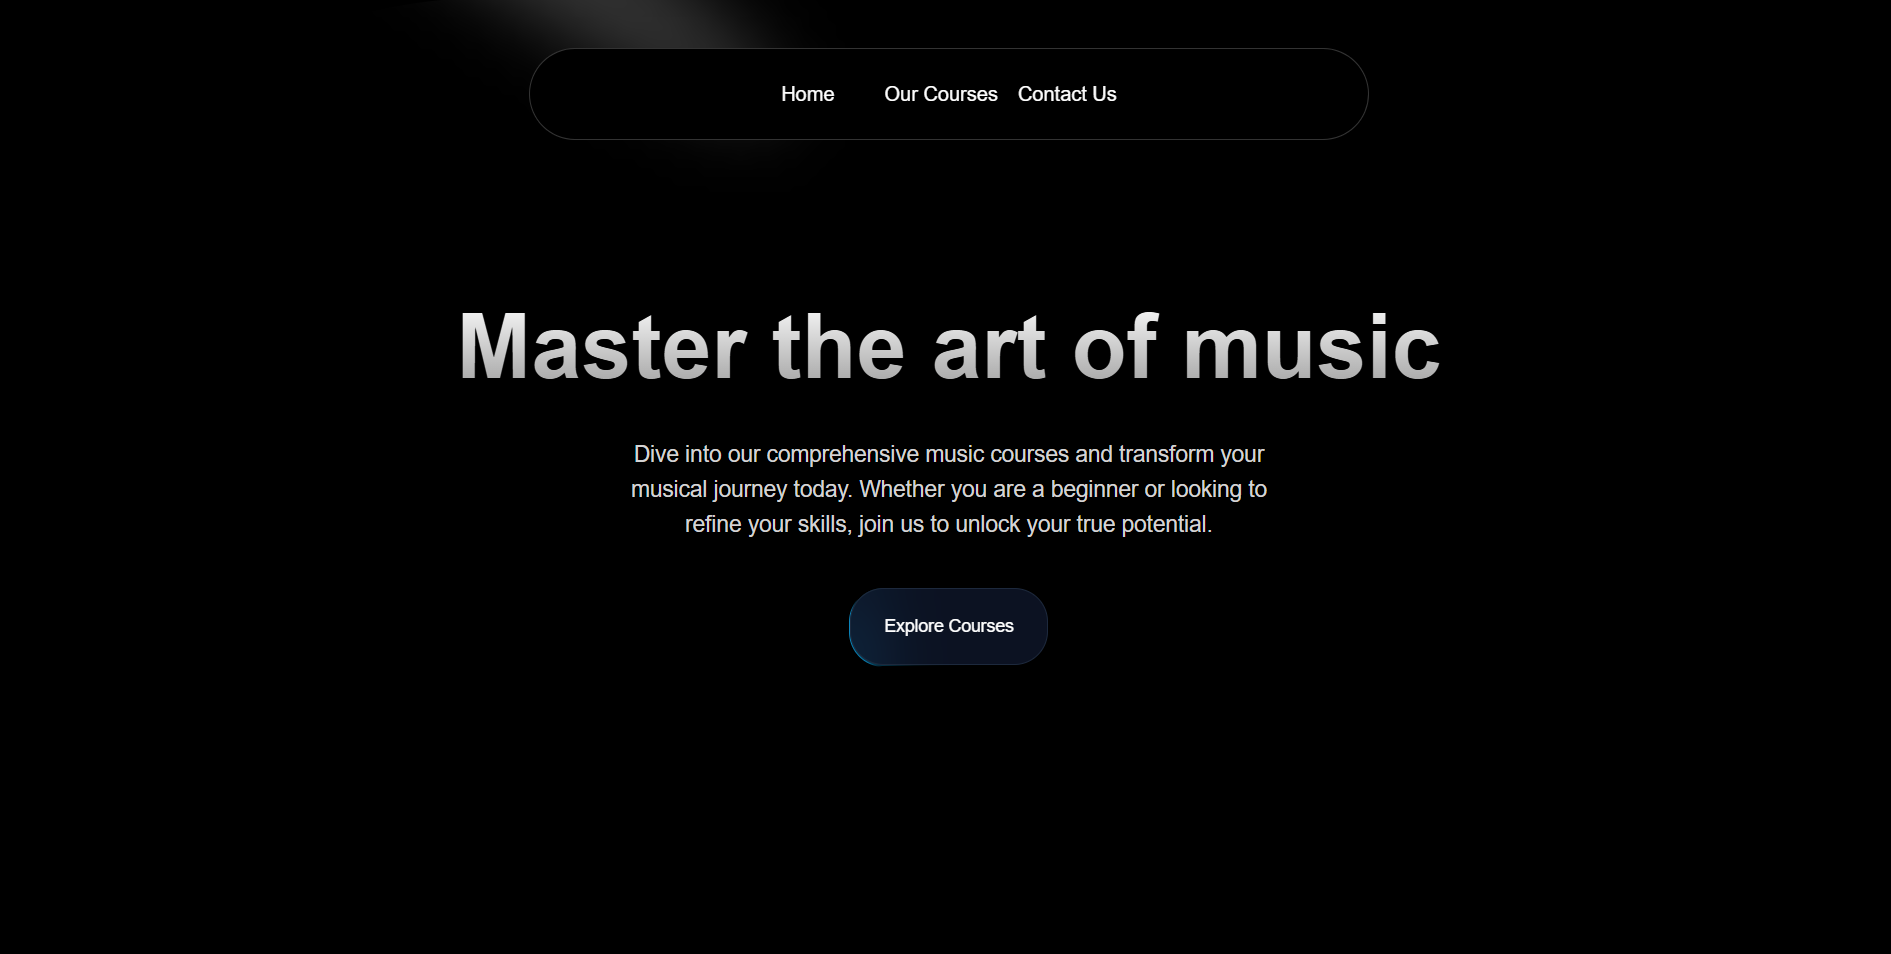 Home Our Courses Contact Us
Master the art of music
Dive into our comprehensive music courses and transform your
musical journey today. Whether you are a beginner or looking to
refine your skills, join us to unlock your true potential.
Explore Courses